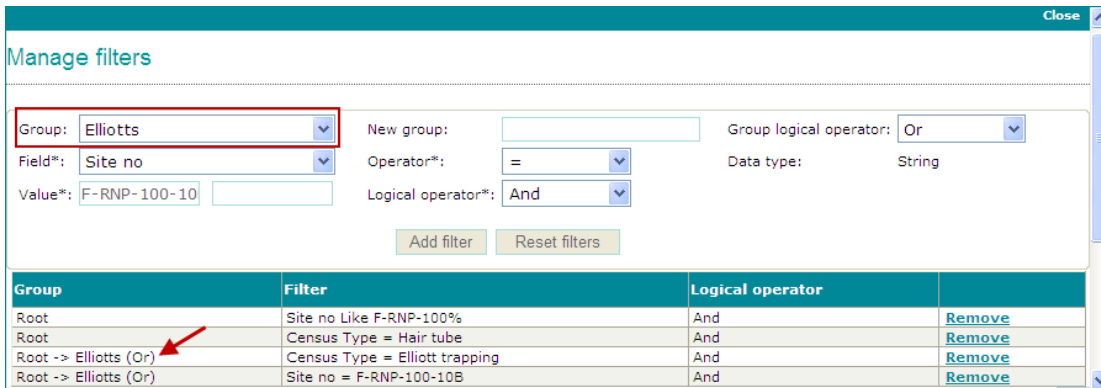 Close
Manage filters
Group: Elliotts New group: Group logical operator: Or
Field*: Site no Operator*: = Data type: String
Value*: F-RNP-100-10 Logical operator*: And
Add filter Reset filters
Group Filter Logical operator
Root Site no Like F-RNP-100% And Remove
Root Census Type = Hair tube And Remove
Root -> Elliotts (Or) Census Type = Elliott trapping And Remove
Root -> Elliotts (Or) Site no = F-RNP-100-10B And Remove